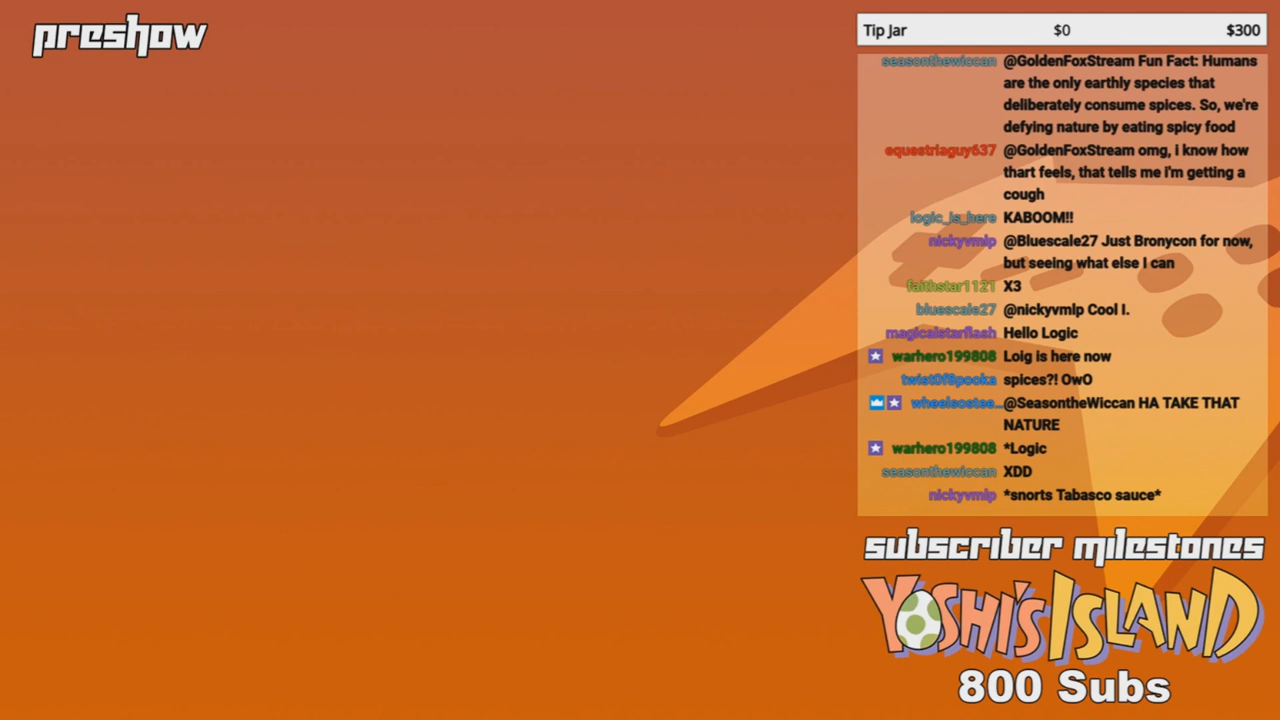 preshow
Tip Jar $0 $300
seasonthewiccan @GoldenFoxStream Fun Fact: Humans
are the only earthly species that
deliberately consume spices. So, we're
defying nature by eating spicy food
equestriaguy637 @GoldenFoxStream omg, i know how
thart feels, that tells me I'm getting a
cough
logic_is_here KABOOM!!
nickyvmlp @Bluescale27 Just Bronycon for now,
but seeing what else I can
faithstar1121 X3
bluescale27 @nickyvmlp Cool I.
magicalstarflash Hello Logic
warhero199808 Loig is here now
twist0f8pooka spices?! OwO
wheelsostee... @SeasontheWiccan HA TAKE THAT
NATURE
warhero199808 *Logic
seasonthewiccan XDD
nickyvmlp *snorts Tabasco sauce*
subscriber milestones
YOSHI'S ISLAND
800 Subs